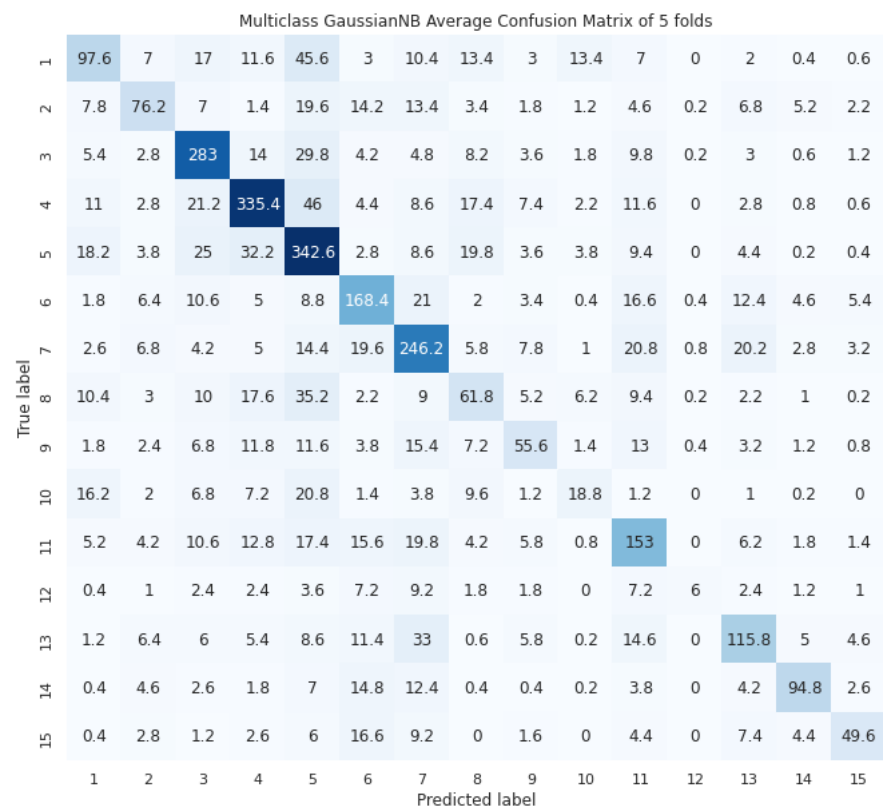 Multiclass GaussianNB Average Confusion Matrix of 5 folds
1 97.6 7 17 11.6 45.6 3 10.4 13.4 3 13.4 7 0 2 0.4 0.6
2 7.8 76.2 7 1.4 19.6 14.2 13.4 3.4 1.8 1.2 4.6 0.2 6.8 5.2 2.2
3 5.4 2.8 283 14 29.8 4.2 4.8 8.2 3.6 1.8 9.8 0.2 3 0.6 1.2
4 11 2.8 21.2 335.4 46 4.4 8.6 17.4 7.4 2.2 11.6 0 2.8 0.8 0.6
5 18.2 3.8 25 32.2 342.6 2.8 8.6 19.8 3.6 3.8 9.4 0 4.4 0.2 0.4
6 1.8 6.4 10.6 5 8.8 168.4 21 2 3.4 0.4 16.6 0.4 12.4 4.6 5.4
7 2.6 6.8 4.2 5 14.4 19.6 246.2 5.8 7.8 1 20.8 0.8 20.2 2.8 3.2
8 10.4 3 10 17.6 35.2 2.2 9 61.8 5.2 6.2 9.4 0.2 2.2 1 0.2
True label
9 1.8 2.4 6.8 11.8 11.6 3.8 15.4 7.2 55.6 1.4 13 0.4 3.2 1.2 0.8
10 16.2 2 6.8 7.2 20.8 1.4 3.8 9.6 1.2 18.8 1.2 0 1 0.2 0
11 5.2 4.2 10.6 12.8 17.4 15.6 19.8 4.2 5.8 0.8 153 0 6.2 1.8 1.4
12 0.4 1 2.4 2.4 3.6 7.2 9.2 1.8 1.8 0 7.2 6 2.4 1.2 1
13 1.2 6.4 6 5.4 8.6 11.4 33 0.6 5.8 0.2 14.6 0 115.8 5 4.6
14 0.4 4.6 2.6 1.8 7 14.8 12.4 0.4 0.4 0.2 3.8 0 4.2 94.8 2.6
15 0.4 2.8 1.2 2.6 6 16.6 9.2 0 1.6 0 4.4 0 7.4 4.4 49.6
1 2 3 4 5 6 7 8 9 10 11 12 13 14 15
Predicted label